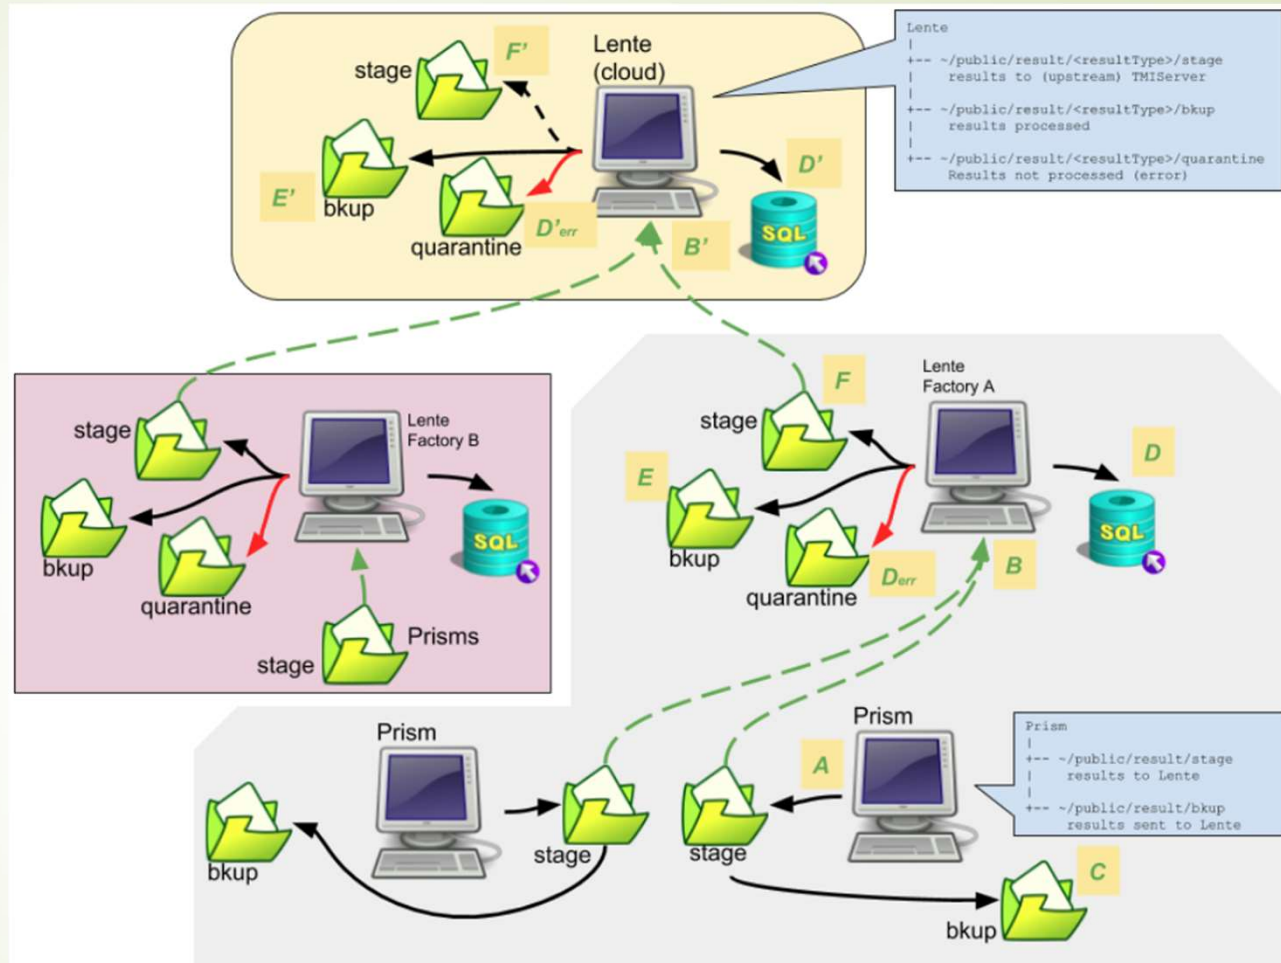 Lente
(cloud)
stage
F'
bkup
E'
quarantine
D'err
B'
D'
SQL
Lente
|
+-- ~/public/result/<resultType>/stage
|    results to (upstream) TMIServer
|
+-- ~/public/result/<resultType>/bkup
|    results processed
|
+-- ~/public/result/<resultType>/quarantine
     Results not processed (error)
stage
Lente
Factory B
bkup
quarantine
SQL
Prisms
stage
F
Lente
Factory A
stage
E
D
bkup
SQL
quarantine
Derr
B
Prism
bkup
stage
Prism
A
stage
C
bkup
Prism
|
+-- ~/public/result/stage
|    results to Lente
|
+-- ~/public/result/bkup
     results sent to Lente